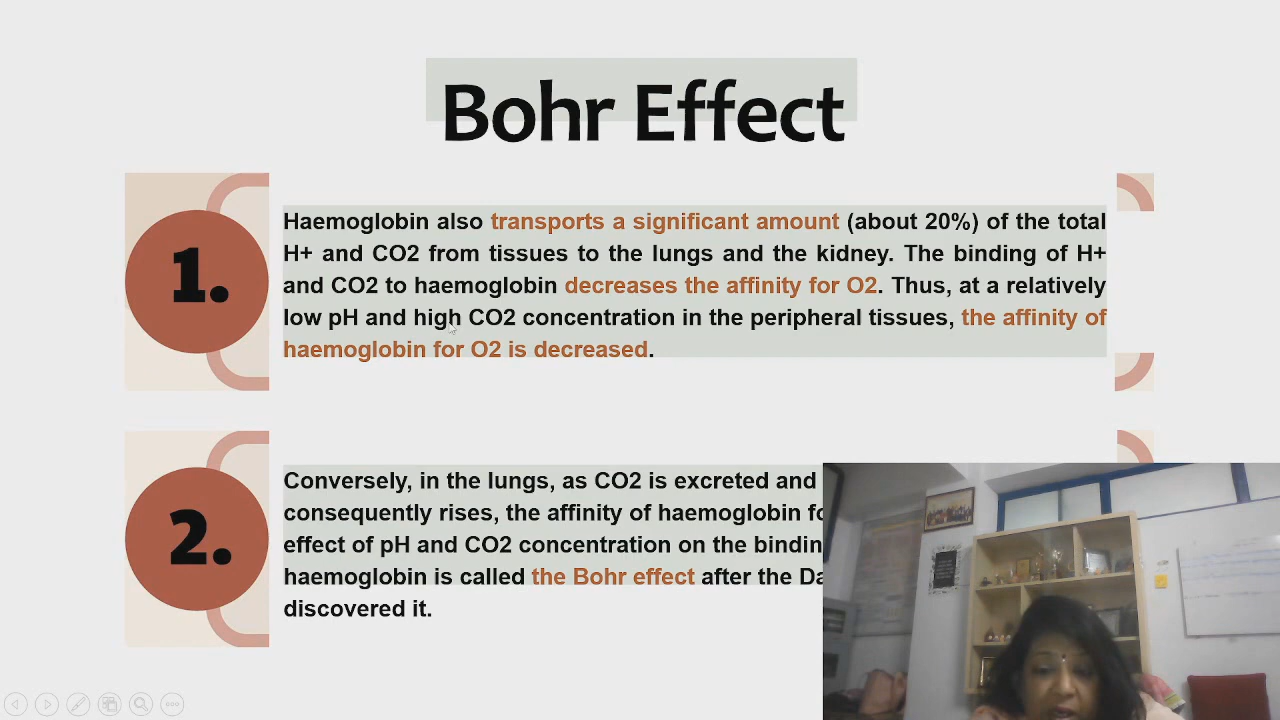 Bohr Effect
1.
Haemoglobin also transports a significant amount (about 20%) of the total
H+ and CO2 from tissues to the lungs and the kidney. The binding of H+
and CO2 to haemoglobin decreases the affinity for O2. Thus, at a relatively
low pH and high CO2 concentration in the peripheral tissues, the affinity of
haemoglobin for O2 is decreased.
2.
Conversely, in the lungs, as CO2 is excreted and
consequently rises, the affinity of haemoglobin
effect of pH and CO2 concentration on the
haemoglobin is called the Bohr effect after the
discovered it.